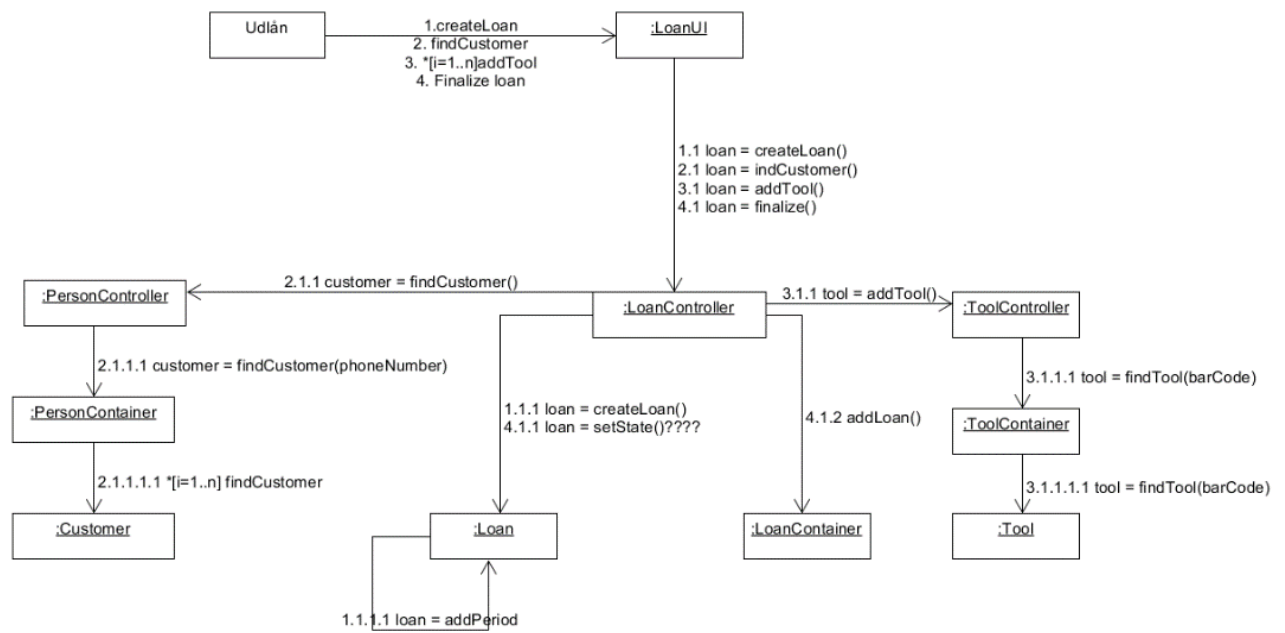 Udlån
1.createLoan
2. findCustomer
3. *[i=1..n]addTool
4. Finalize loan
:LoanUI
1.1 loan = createLoan()
2.1 loan = indCustomer()
3.1 loan = addTool()
4.1 loan = finalize()
2.1.1 customer = findCustomer()
3.1.1 tool = addTool()
:PersonController
:LoanController
:ToolController
2.1.1.1 customer = findCustomer(phoneNumber)
3.1.1.1 tool = findTool(barCode)
:PersonContainer
1.1.1 loan = createLoan()
4.1.1 loan = setState()????
4.1.2 addLoan()
:ToolContainer
2.1.1.1.1 *[i=1..n] findCustomer
3.1.1.1.1 tool = findTool(barCode)
:Customer
:Loan
:LoanContainer
:Tool
1.1.1.1 loan = addPeriod